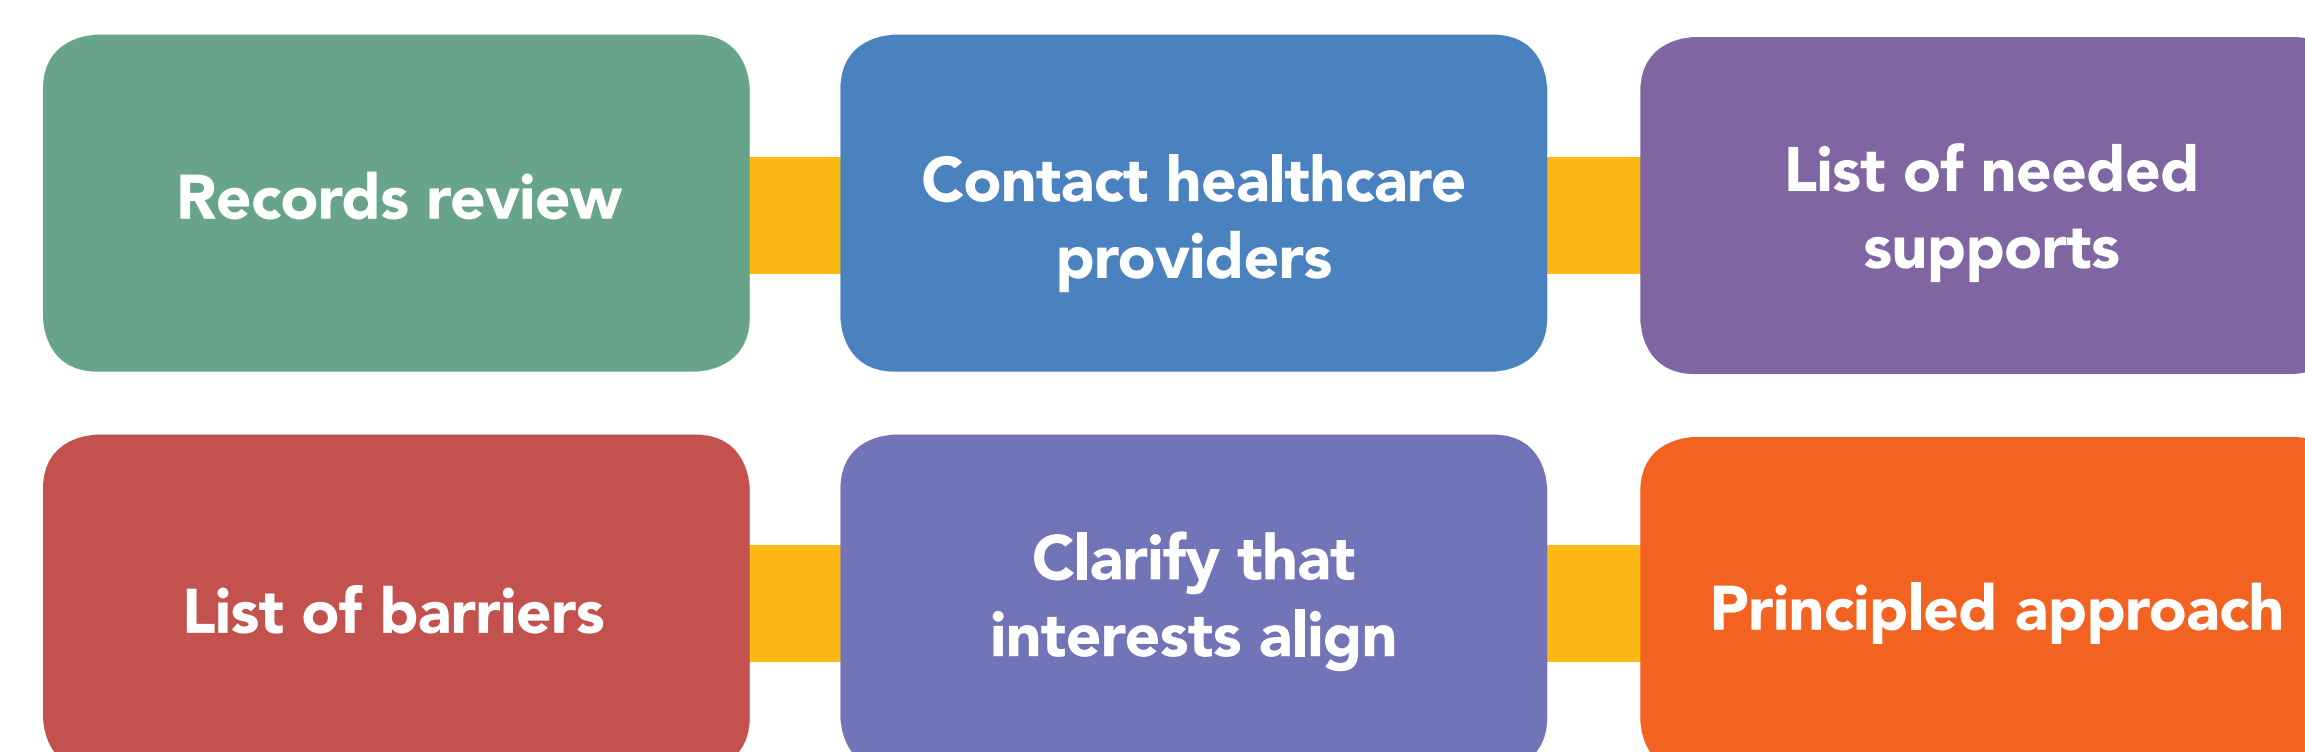 Records review
Contact healthcare
providers
List of needed
supports
List of barriers
Clarify that
interests align
Principled approach